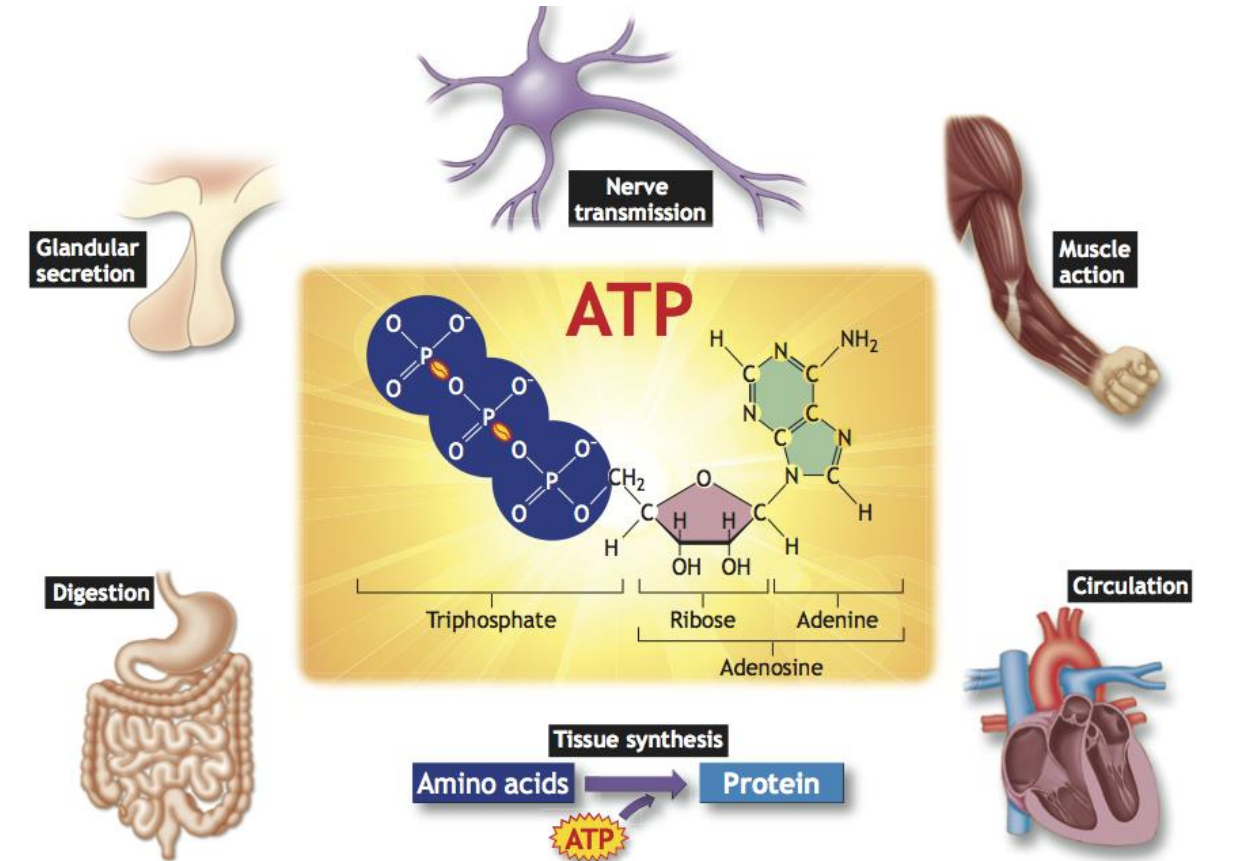 Nerve
transmission
Glandular
secretion
Muscle
action
ATP
O O⁻
P
O O O⁻
P
O O O⁻
P
O O
CH₂
H
C
O
C
H H
H
OH OH
H
N
NH₂
C C
N C
C N
N C
H
Triphosphate
Ribose
Adenine
Adenosine
Digestion
Circulation
Tissue synthesis
Amino acids
Protein
ATP